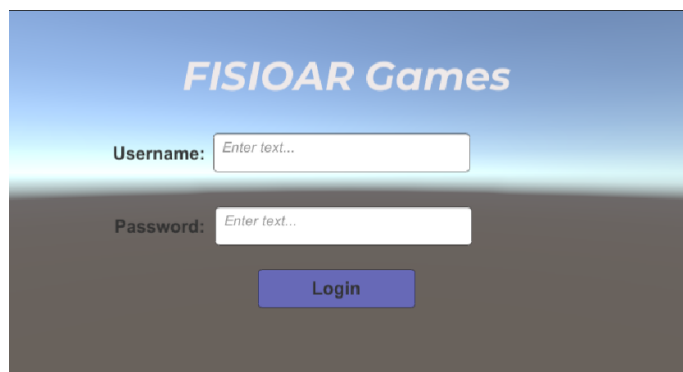 FISIOAR Games
Username: Enter text...
Password: Enter text...
Login